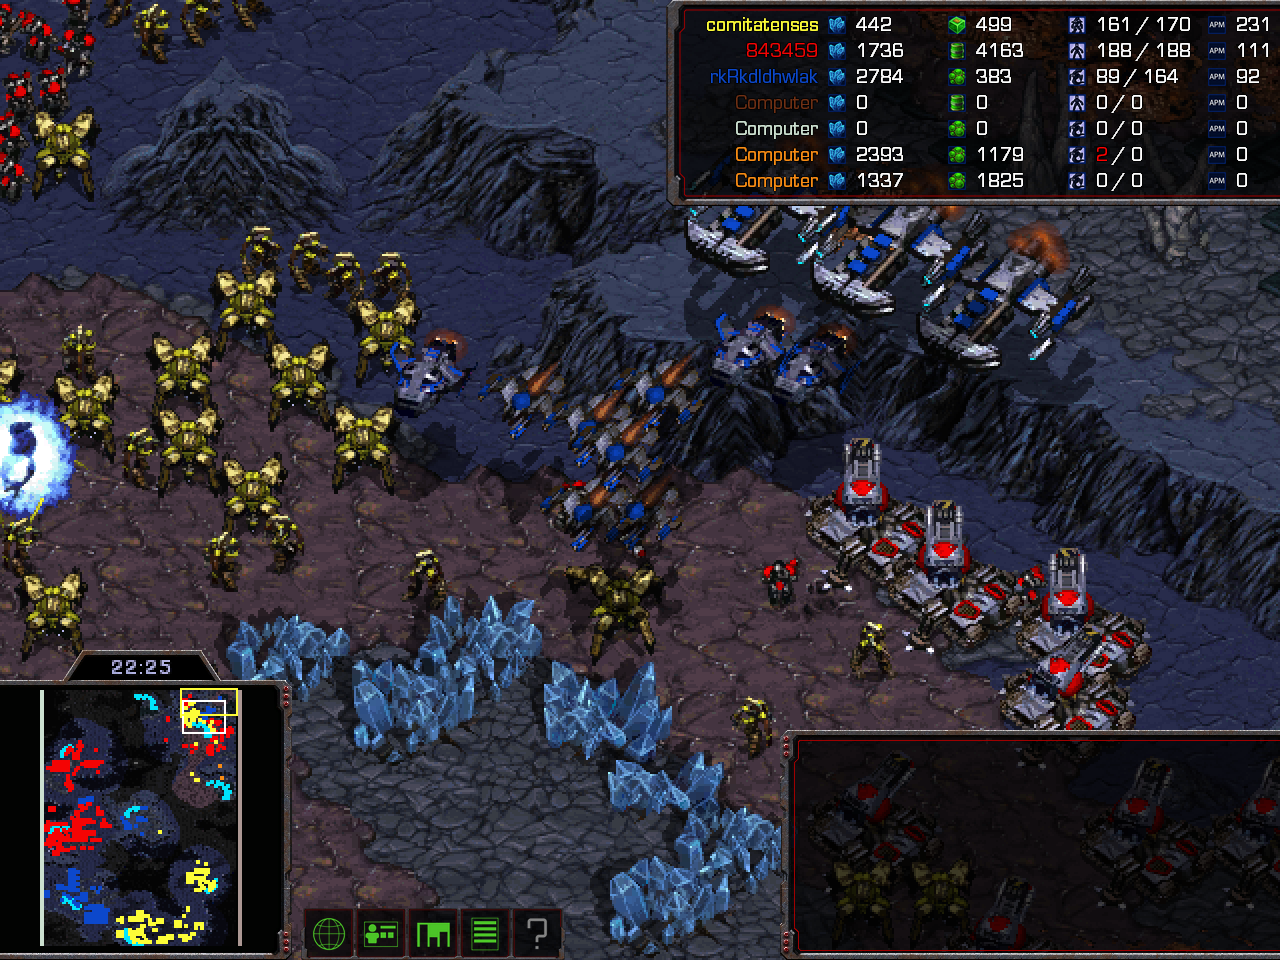 comitatenses 442 499 161 / 170 APM 231
843459 1736 4163 188 / 188 APM 111
rkRkdldhwlak 2784 383 89 / 164 APM 92
Computer 0 0 0 / 0 APM 0
Computer 0 0 0 / 0 APM 0
Computer 2393 1179 2 / 0 APM 0
Computer 1337 1825 0 / 0 APM 0
22:25
?